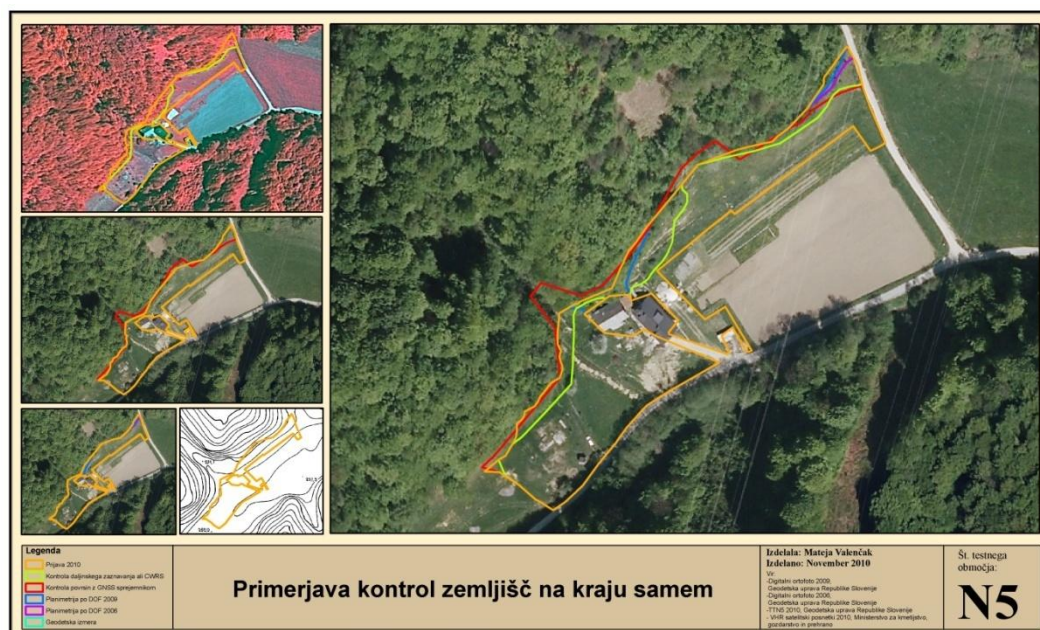 Legenda
Prijava 2010
Kontrola daljinskega zaznavanja ali CWRS
Kontrola površin z GNSS sprejemnikom
Planimetrija po DOF 2009
Planimetrija po DOF 2006
Geodetska izmera
Primerjava kontrol zemljišč na kraju samem
Izdelala: Mateja Valenčak
Izdelano: November 2010
Vir:
-Digitalni ortofoto 2009,
Geodetska uprava Republike Slovenije
-Digitalni ortofoto 2006,
Geodetska uprava Republike Slovenije
-TTN5 2010, Geodetska uprava Republike Slovenije
- VHR satelitski posnetki 2010, Ministrstvo za kmetijstvo,
gozdarstvo in prehrano
Št. testnega
območja:
N5